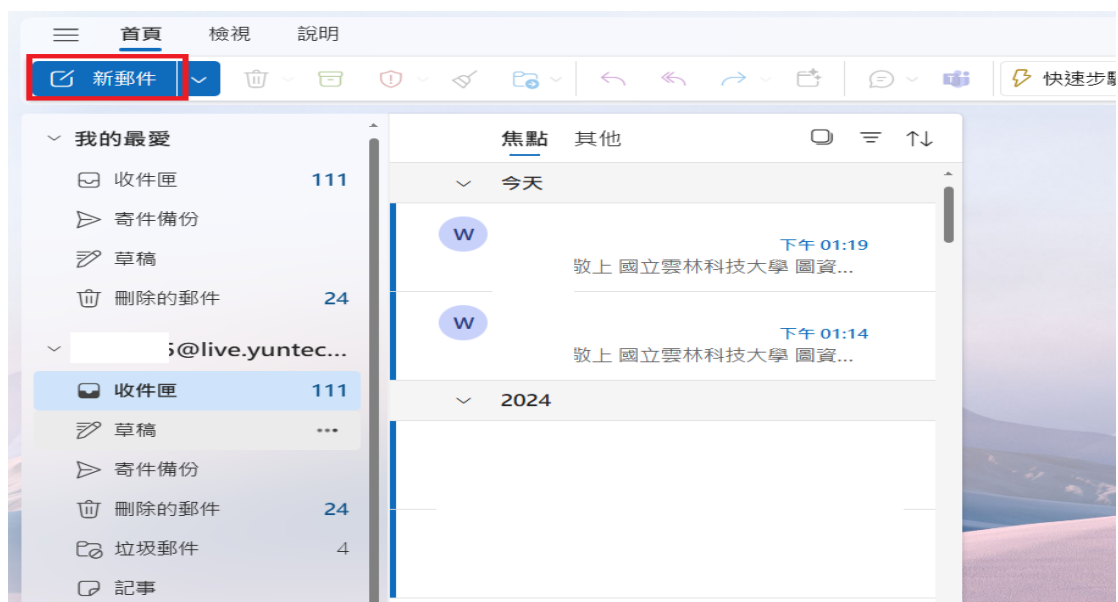 首頁 檢視 說明
新郵件 快速步驟
我的最愛
收件匣 111
寄件備份
草稿
刪除的郵件 24
5@live.yuntec...
收件匣 111
草稿
寄件備份
刪除的郵件 24
垃圾郵件 4
記事
焦點 其他
今天
W
下午 01:19
敬上 國立雲林科技大學 圖資...
W
下午 01:14
敬上 國立雲林科技大學 圖資...
2024